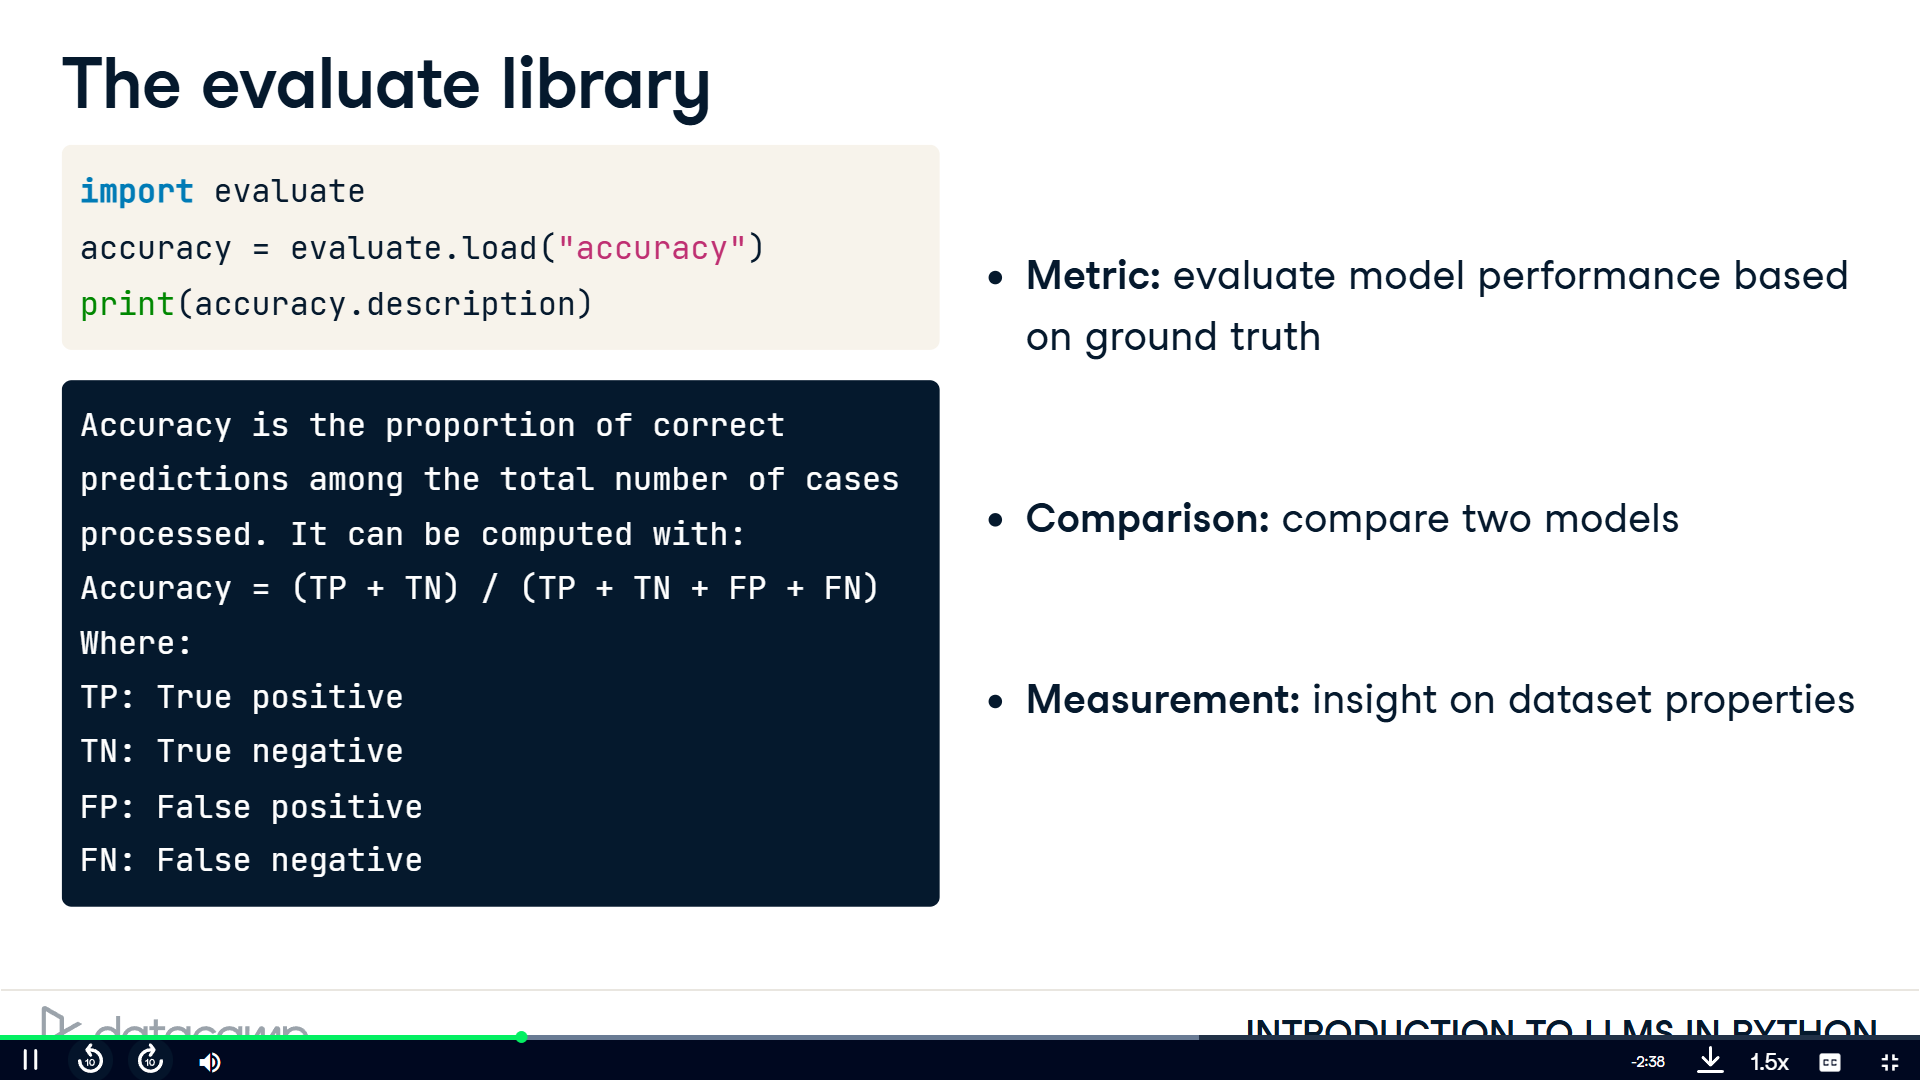 The evaluate library
import evaluate
accuracy = evaluate.load("accuracy")
print(accuracy.description)
Accuracy is the proportion of correct
predictions among the total number of cases
processed. It can be computed with:
Accuracy = (TP + TN) / (TP + TN + FP + FN)
Where:
TP: True positive
TN: True negative
FP: False positive
FN: False negative
• Metric: evaluate model performance based
on ground truth
• Comparison: compare two models
• Measurement: insight on dataset properties
datacamp
INTRODUCTION TO LLMS IN PYTHON
10
10
-2:38
1.5x
CC